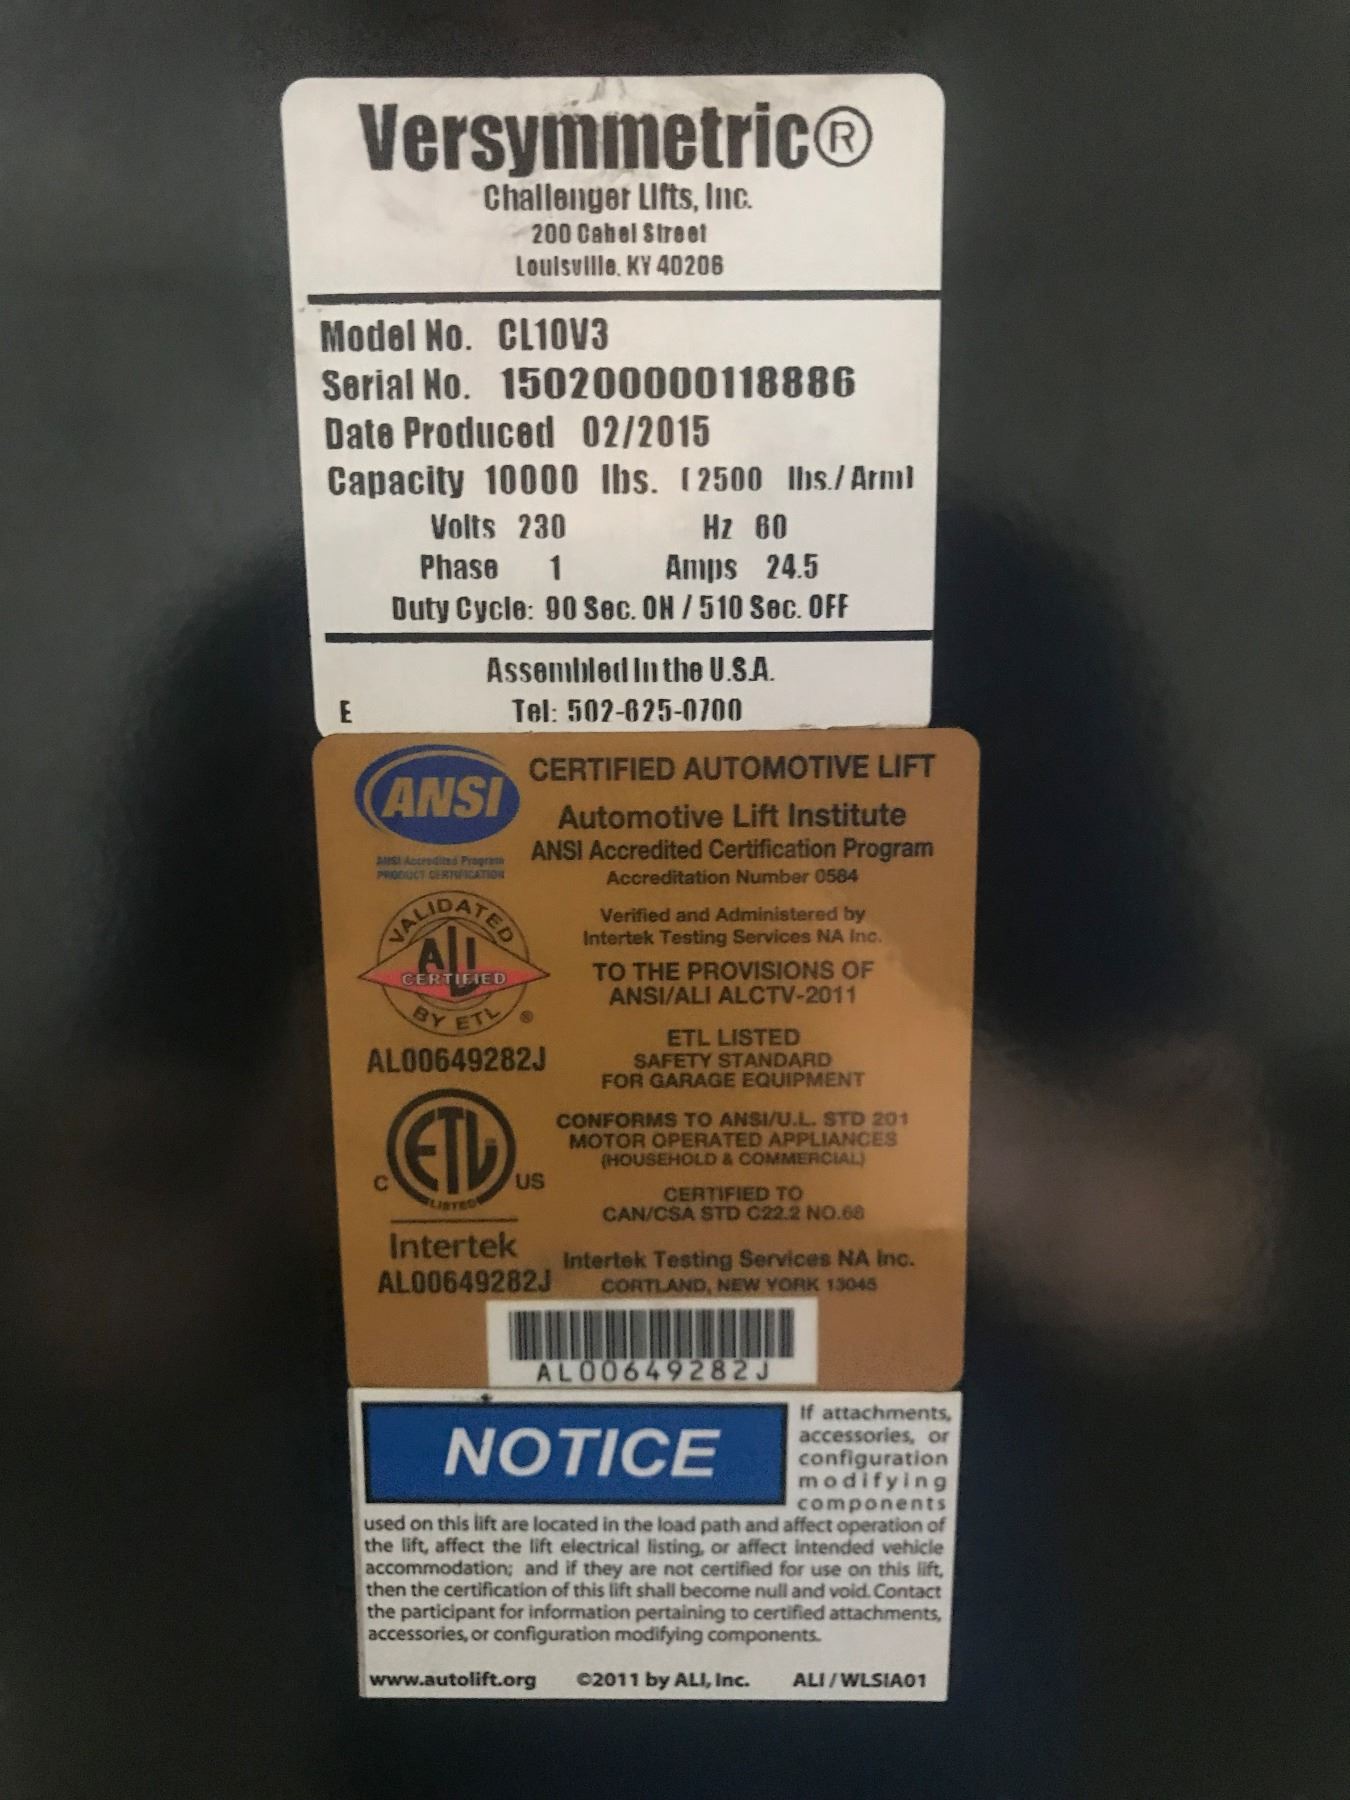 Versymmetric®
Challenger Lifts, Inc.
200 Cabel Street
Louisville, KY 40206
Model No. CL10V3
Serial No. 150200000118886
Date Produced 02/2015
Capacity 10000 lbs. (2500 lbs./Arm)
Volts 230 Hz 60
Phase 1 Amps 24.5
Duty Cycle: 90 Sec. ON / 510 Sec. OFF
Assembled In the U.S.A.
E Tel: 502-625-0700
ANSI
ANSI Accredited Program
PRODUCT CERTIFICATION
CERTIFIED AUTOMOTIVE LIFT
Automotive Lift Institute
ANSI Accredited Certification Program
Accreditation Number 0584
VALIDATED
ALI
CERTIFIED
BY ETL ®
AL00649282J
Verified and Administered by
Intertek Testing Services NA Inc.
TO THE PROVISIONS OF
ANSI/ALI ALCTV-2011
ETL LISTED
SAFETY STANDARD
FOR GARAGE EQUIPMENT
C ETL US
LISTED
Intertek
AL00649282J
CONFORMS TO ANSI/U.L. STD 201
MOTOR OPERATED APPLIANCES
(HOUSEHOLD & COMMERCIAL)
CERTIFIED TO
CAN/CSA STD C22.2 NO.68
Intertek Testing Services NA Inc.
CORTLAND, NEW YORK 13045
AL00649282J
NOTICE
If attachments,
accessories, or
configuration
modifying
components
used on this lift are located in the load path and affect operation of
the lift, affect the lift electrical listing, or affect intended vehicle
accommodation; and if they are not certified for use on this lift,
then the certification of this lift shall become null and void. Contact
the participant for information pertaining to certified attachments,
accessories, or configuration modifying components.
www.autolift.org ©2011 by ALI, Inc. ALI / WLSIA01